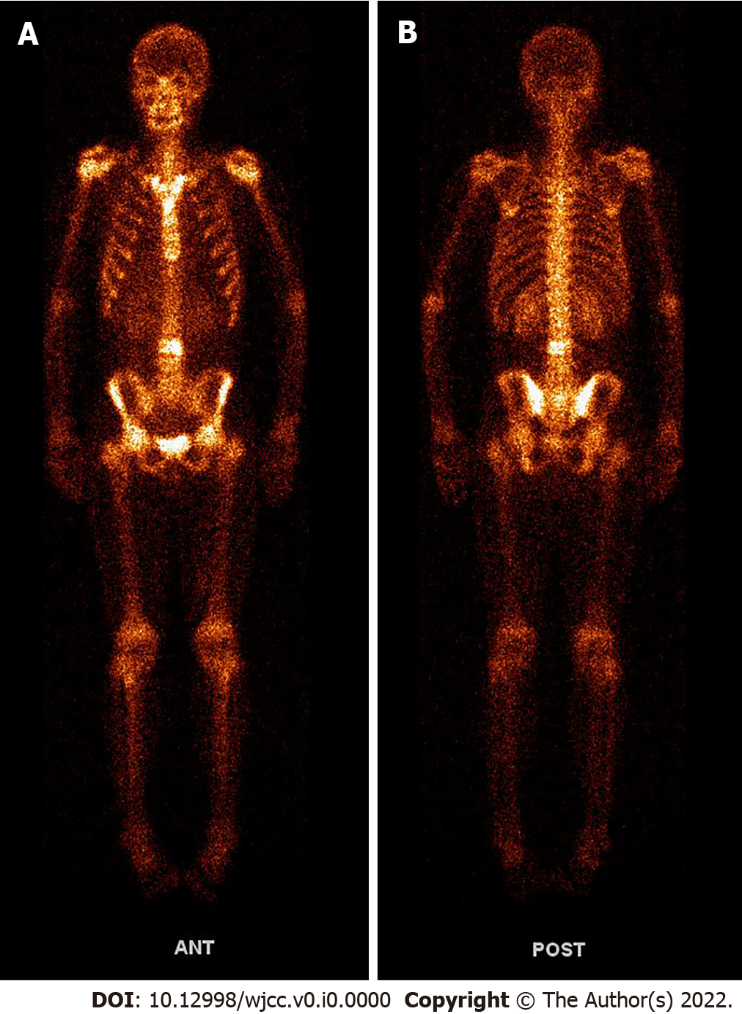 A
B
ANT
POST
DOI: 10.12998/wjcc.v0.i0.0000 Copyright © The Author(s) 2022.